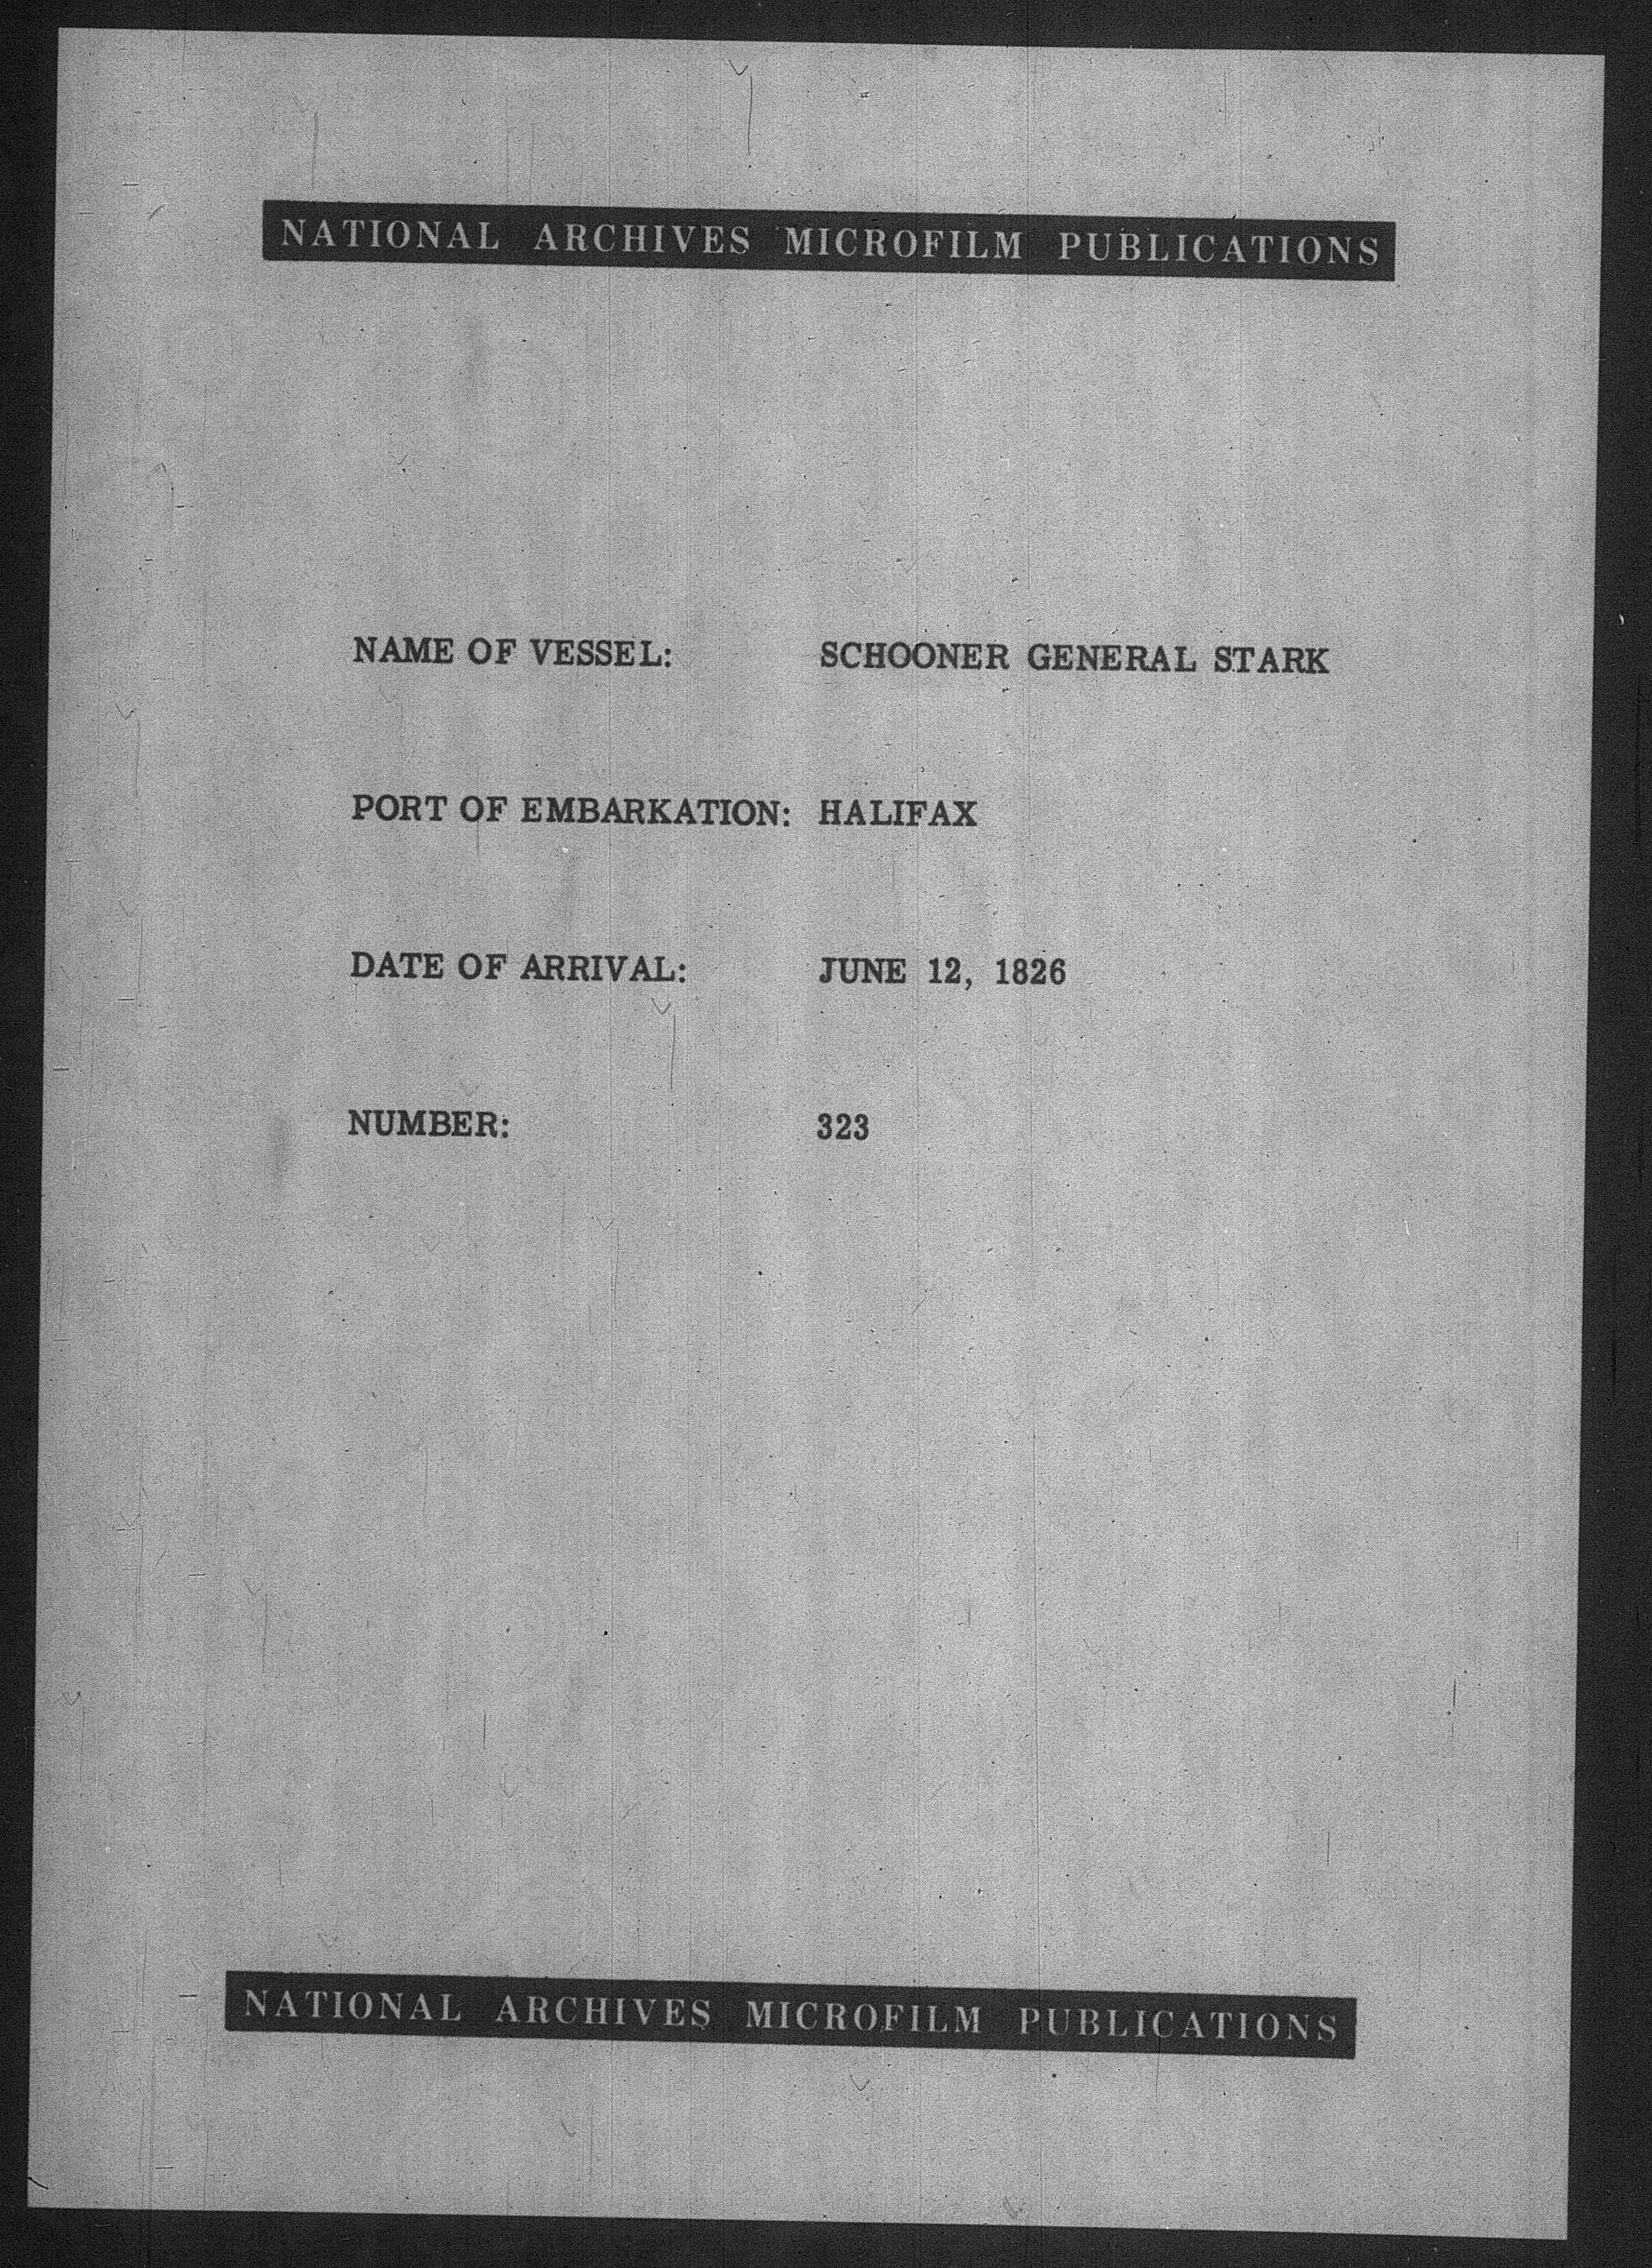 NATIONAL ARCHIVES MICROFILM PUBLICATIONS
NAME OF VESSEL: SCHOONER GENERAL STARK
PORT OF EMBARKATION: HALIFAX
DATE OF ARRIVAL: JUNE 12, 1826
NUMBER: 323
NATIONAL ARCHIVES MICROFILM PUBLICATIONS